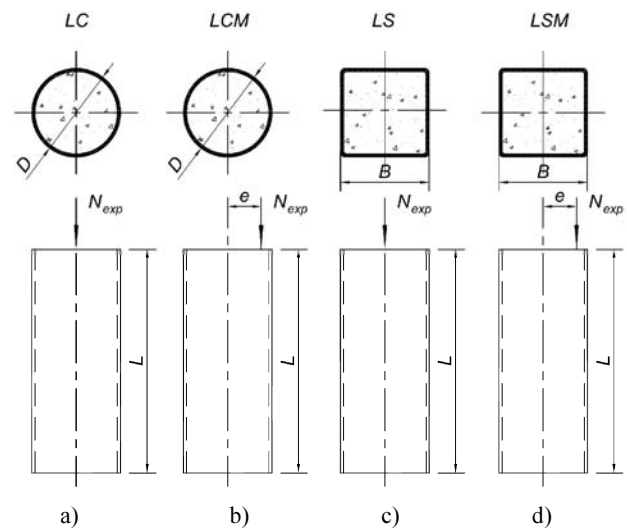 LC LCM LS LSM
D D B B
N_exp e N_exp N_exp e N_exp
L L L L
a) b) c) d)